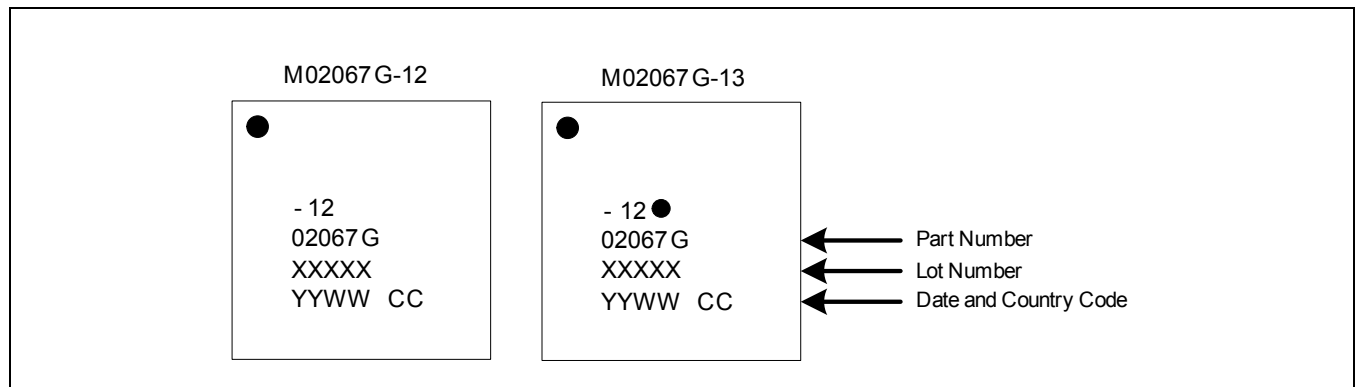 M02067G-12
M02067G-13
- 12
02067G
XXXXX
YYWW CC
- 12
02067G
XXXXX
YYWW CC
Part Number
Lot Number
Date and Country Code